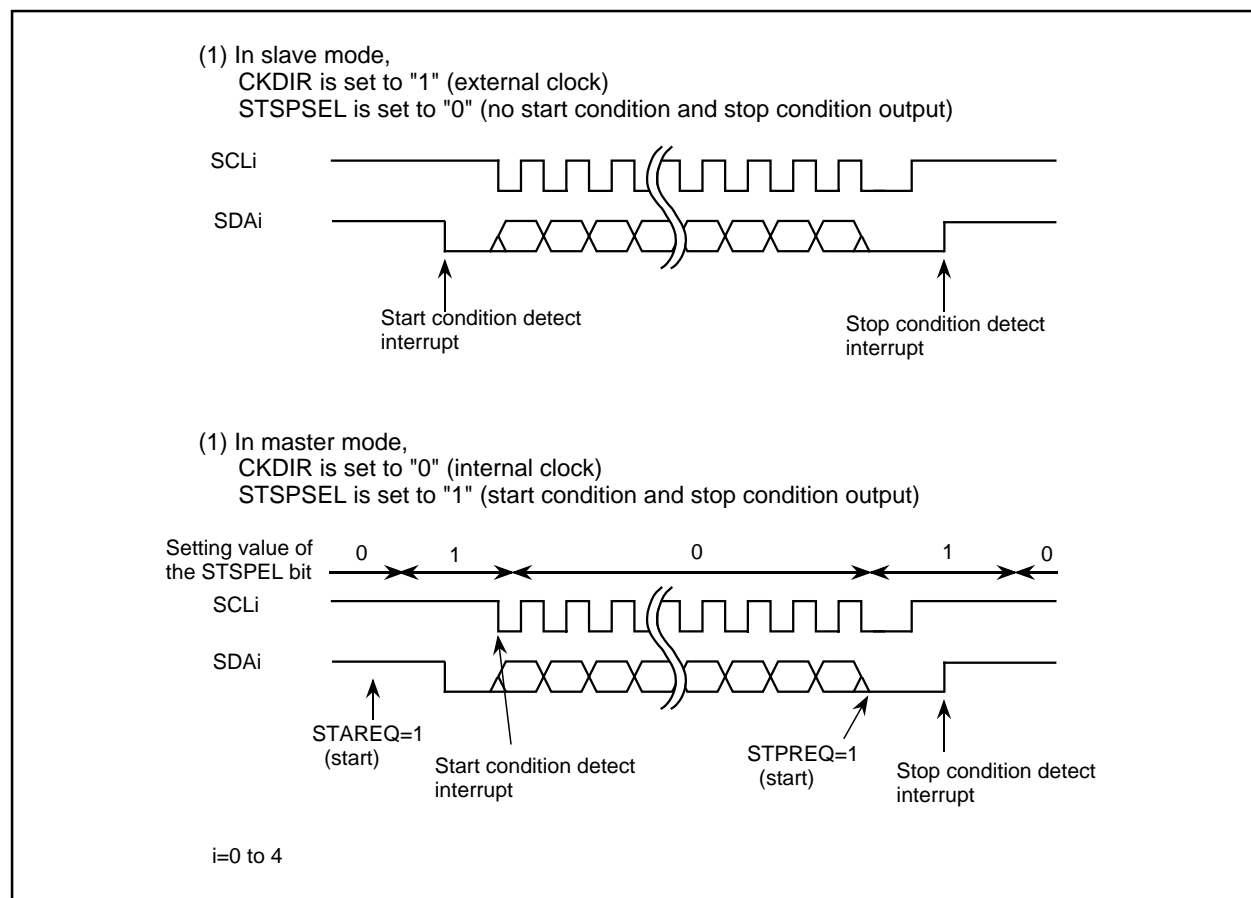 (1) In slave mode,
CKDIR is set to "1" (external clock)
STSPSEL is set to "0" (no start condition and stop condition output)
SCLi
SDAi
Start condition detect
interrupt
Stop condition detect
interrupt
(1) In master mode,
CKDIR is set to "0" (internal clock)
STSPSEL is set to "1" (start condition and stop condition output)
Setting value of
the STSPEL bit
0 1 0 1 0
SCLi
SDAi
STAREQ=1
(start)
Start condition detect
interrupt
STPREQ=1
(start)
Stop condition detect
interrupt
i=0 to 4